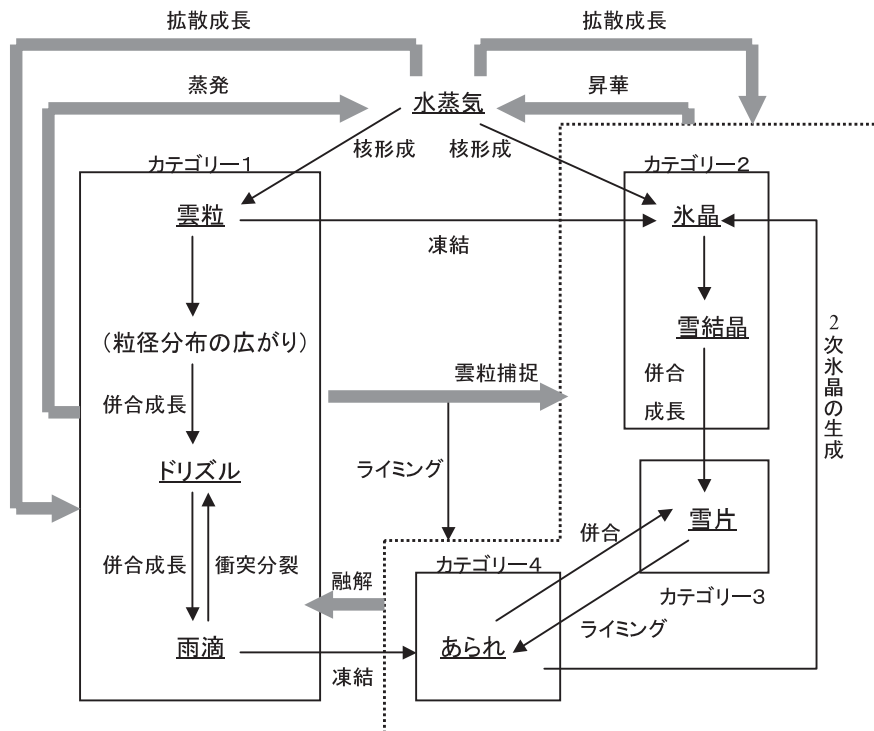 拡散成長
拡散成長
蒸発
水蒸気
昇華
核形成
核形成
カテゴリー1
カテゴリー2
雲粒
氷晶
凍結
(粒径分布の広がり)
雪結晶
2次氷晶の生成
雲粒捕捉
併合
成長
併合成長
ライミング
ドリズル
雪片
併合
併合成長
衝突分裂
融解
カテゴリー4
カテゴリー3
ライミング
雨滴
あられ
凍結